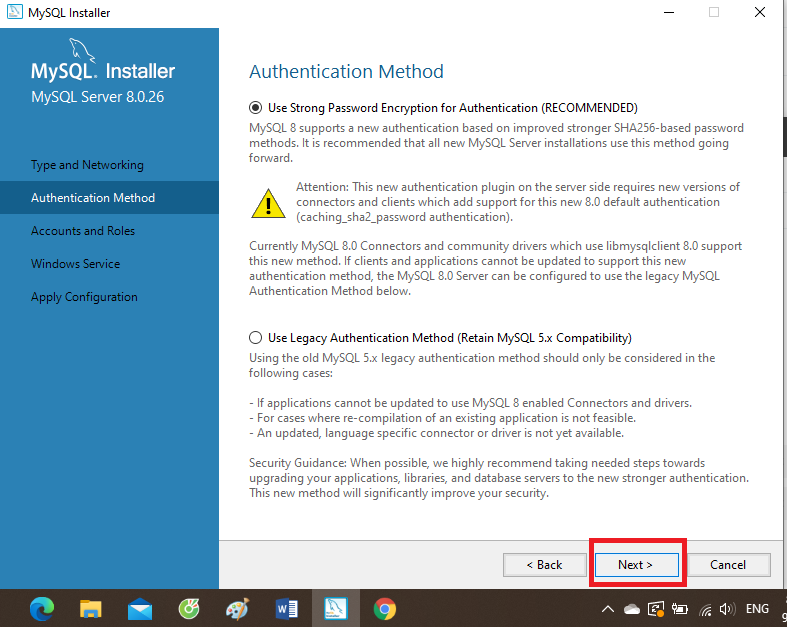 MySQL Installer
MySQL. Installer
MySQL Server 8.0.26
Type and Networking
Authentication Method
Accounts and Roles
Windows Service
Apply Configuration
Authentication Method
Use Strong Password Encryption for Authentication (RECOMMENDED)
MySQL 8 supports a new authentication based on improved stronger SHA256-based password
methods. It is recommended that all new MySQL Server installations use this method going
forward.
Attention: This new authentication plugin on the server side requires new versions of
connectors and clients which add support for this new 8.0 default authentication
(caching_sha2_password authentication).
Currently MySQL 8.0 Connectors and community drivers which use libmysqlclient 8.0 support
this new method. If clients and applications cannot be updated to support this new
authentication method, the MySQL 8.0 Server can be configured to use the legacy MySQL
Authentication Method below.
Use Legacy Authentication Method (Retain MySQL 5.x Compatibility)
Using the old MySQL 5.x legacy authentication method should only be considered in the
following cases:
- If applications cannot be updated to use MySQL 8 enabled Connectors and drivers.
- For cases where re-compilation of an existing application is not feasible.
- An updated, language specific connector or driver is not yet available.
Security Guidance: When possible, we highly recommend taking needed steps towards
upgrading your applications, libraries, and database servers to the new stronger authentication.
This new method will significantly improve your security.
< Back
Next >
Cancel
ENG